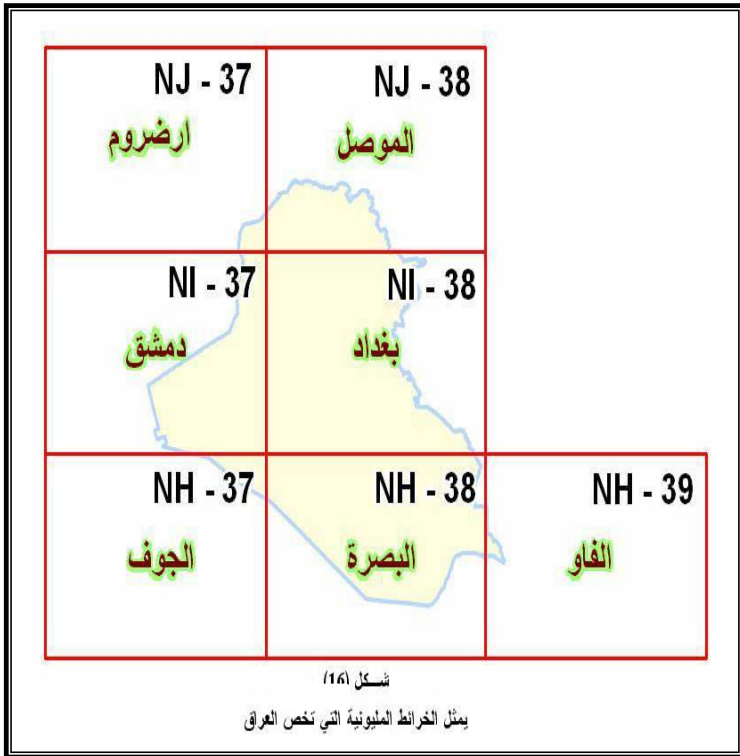 NJ - 37
ارضروم
NJ - 38
الموصل
NI - 37
دمشق
NI - 38
بغداد
NH - 37
الجوف
NH - 38
البصرة
NH - 39
الفاو
شكل (16)
يمثل الخرائط المليونية التي تخص العراق